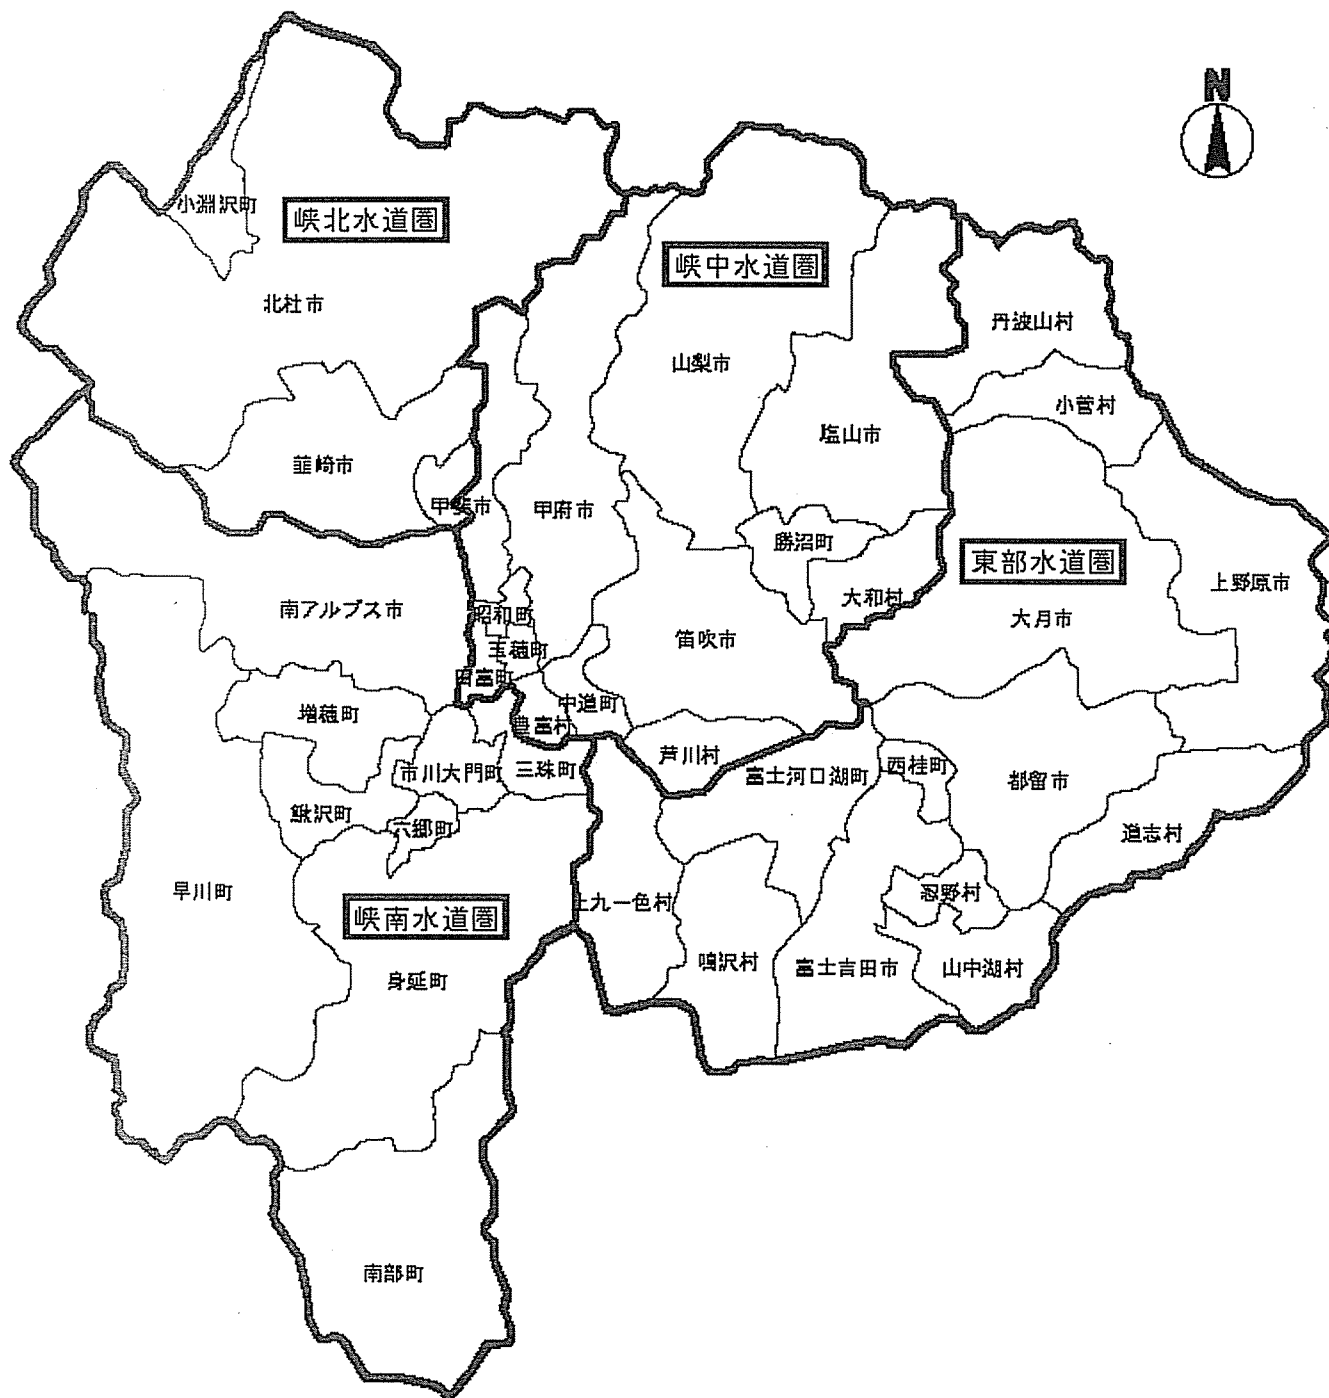 N
小淵沢町
峡北水道圏
峡中水道圏
北杜市
丹波山村
山梨市
小菅村
塩山市
韮崎市
甲斐市
甲府市
勝沼町
東部水道圏
上野原市
大和村
南アルプス市
昭和町
大月市
笛吹市
玉穂町
田富町
中道町
増穂町
豊富村
芦川村
市川大門町
三珠町
富士河口湖町
西桂町
都留市
鰍沢町
六郷町
道志村
早川町
上九一色村
忍野村
峡南水道圏
鳴沢村
富士吉田市
山中湖村
身延町
南部町